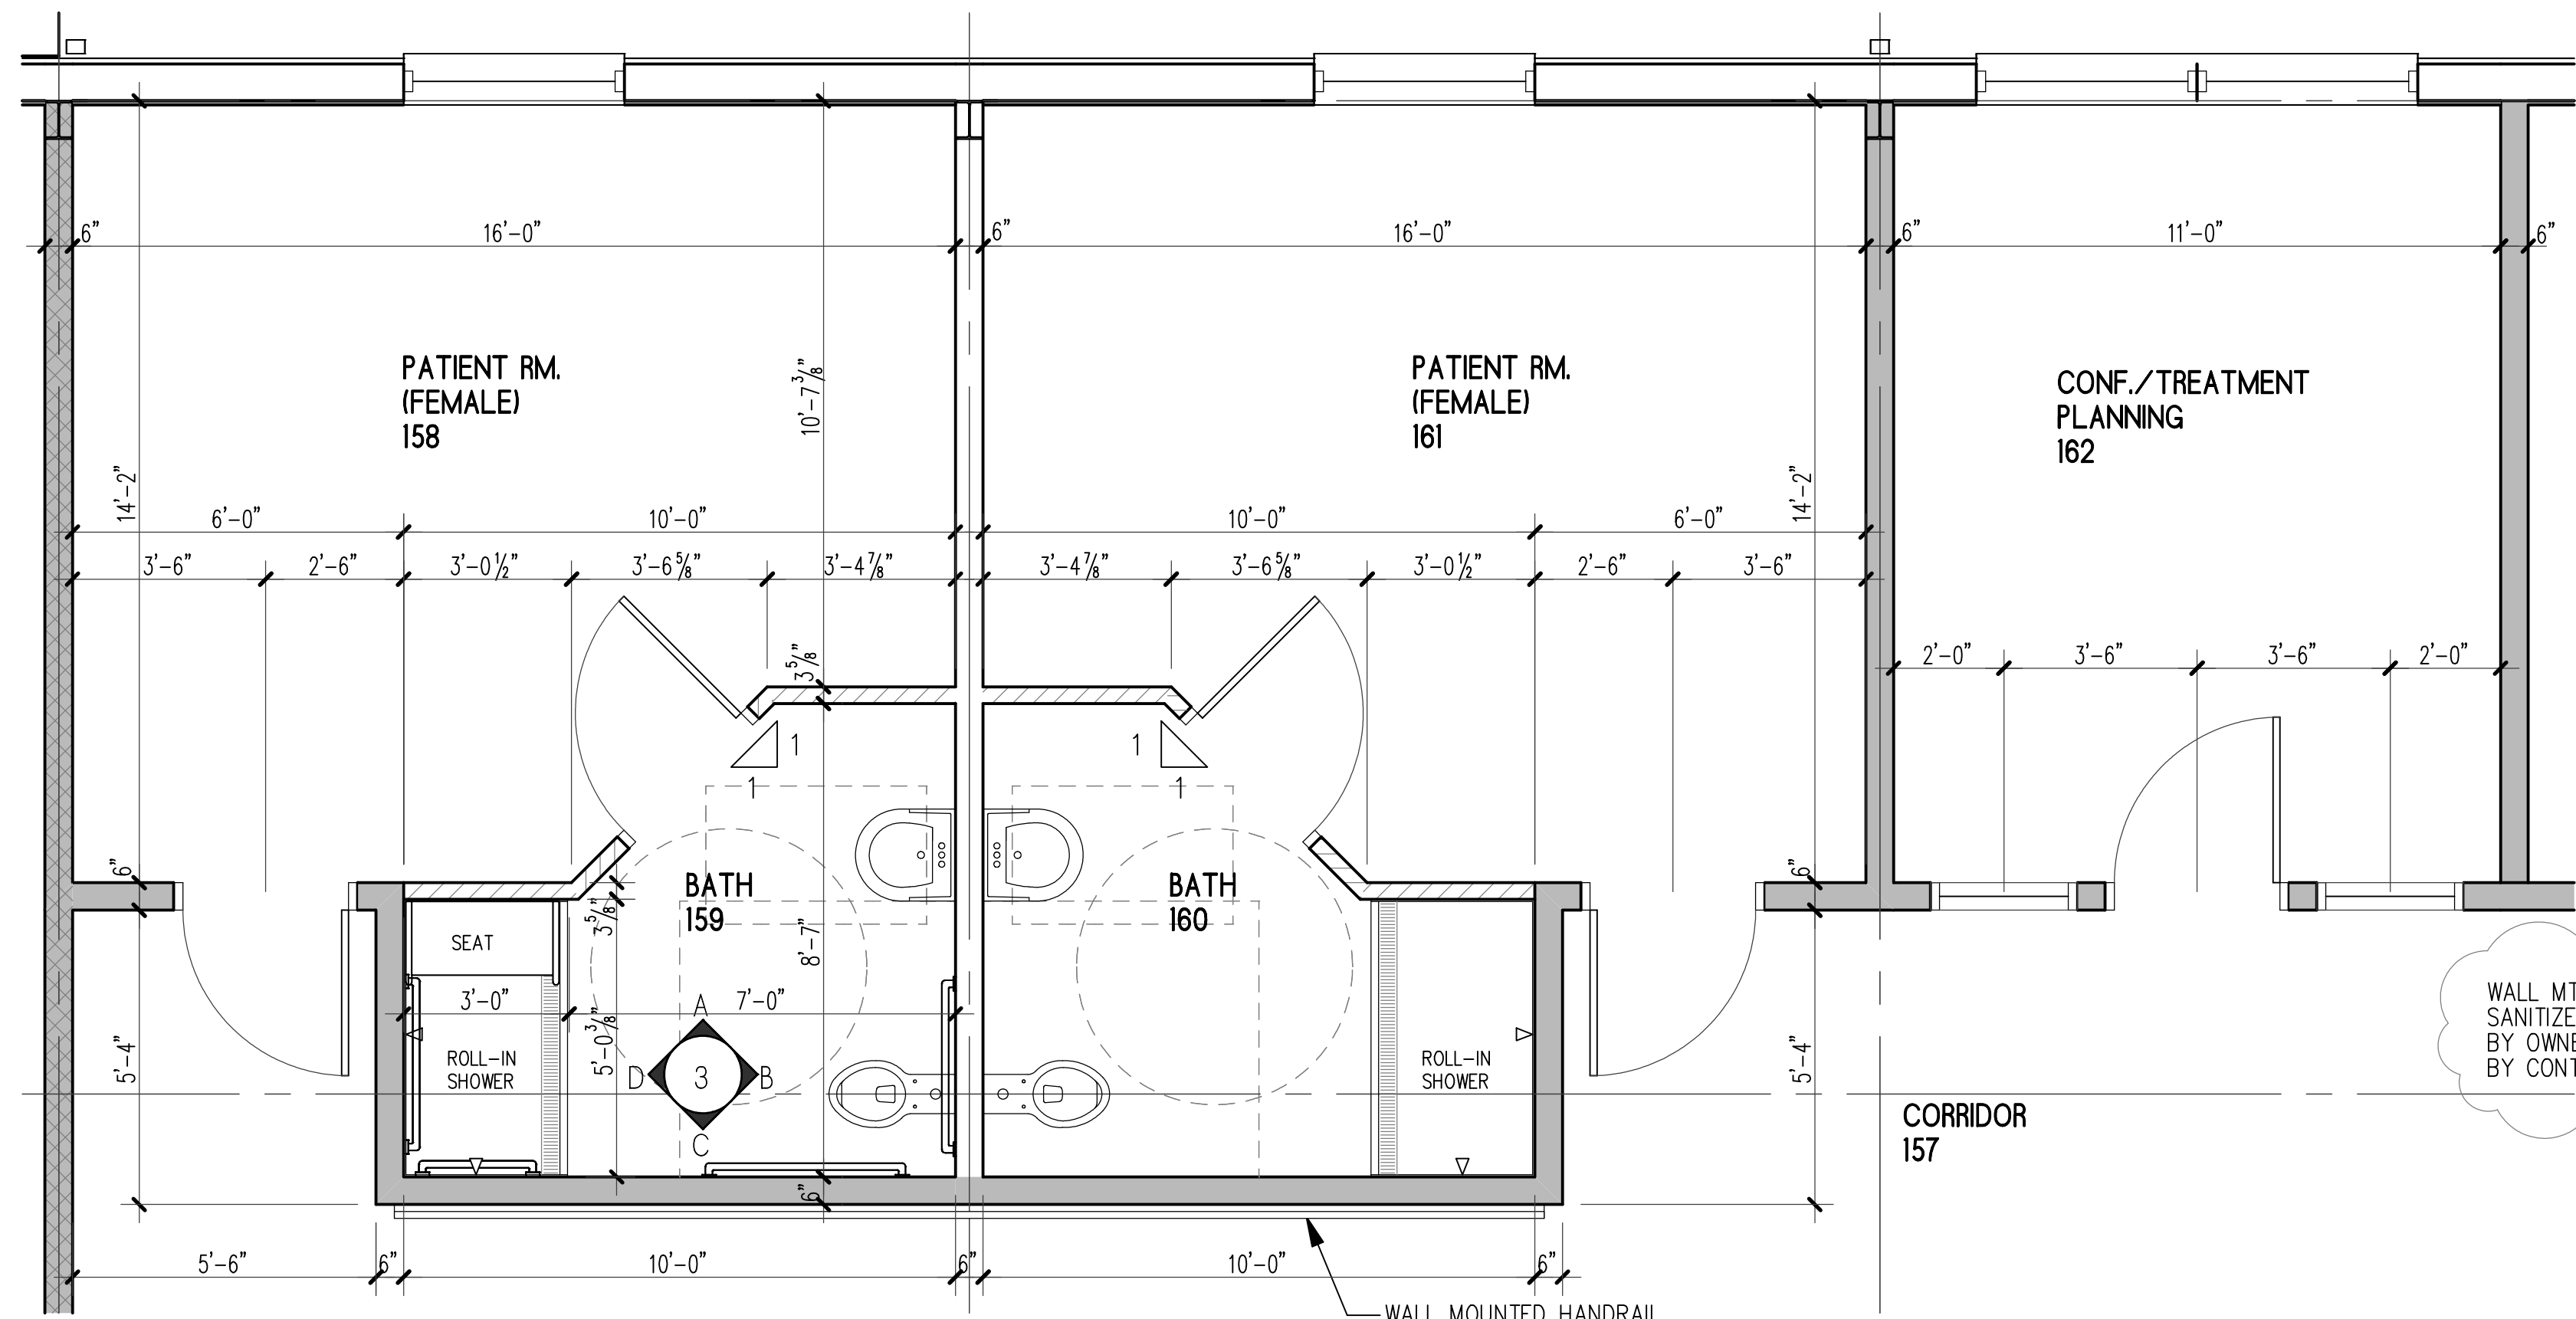 6" 16'-0" 6" 16'-0" 6" 11'-0" 6"
PATIENT RM.
(FEMALE)
158
10'-7 3/8"
PATIENT RM.
(FEMALE)
161
CONF./TREATMENT
PLANNING
162
14'-2"
14'-2"
6'-0" 10'-0" 10'-0" 6'-0"
3'-6" 2'-6" 3'-0½" 3'-6 5/8" 3'-4 7/8" 3'-4 7/8" 3'-6 5/8" 3'-0½" 2'-6" 3'-6"
3 5/8"
2'-0" 3'-6" 3'-6" 2'-0"
1
1
1
1
6"
6"
BATH
159
BATH
160
3 5/8"
8'-7"
SEAT
3'-0" 7'-0"
5'-0 3/8"
A
D 3 B
C
ROLL-IN
SHOWER
ROLL-IN
SHOWER
5'-4"
5'-4"
WALL MT
SANITIZE
BY OWNE
BY CONT
CORRIDOR
157
6"
5'-6" 6" 10'-0" 6" 10'-0" 6"
WALL MOUNTED HANDRAIL